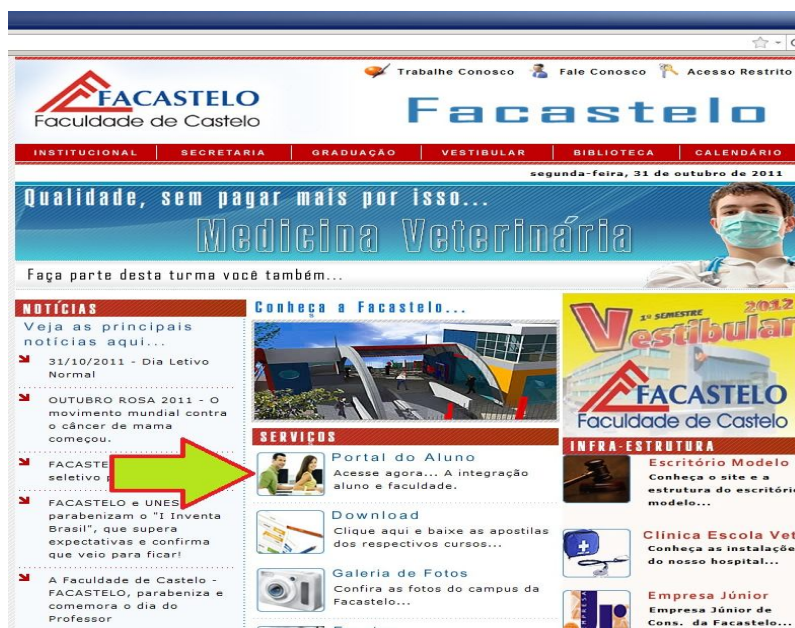 Trabalhe Conosco
Fale Conosco
Acesso Restrito
FACASTELO
Faculdade de Castelo
Facastelo
INSTITUCIONAL
SECRETARIA
GRADUAÇÃO
VESTIBULAR
BIBLIOTECA
CALENDÁRIO
segunda-feira, 31 de outubro de 2011
Qualidade, sem pagar mais por isso...
Medicina Veterinária
Faça parte desta turma você também...
NOTÍCIAS
Veja as principais
notícias aqui...
31/10/2011 - Dia Letivo
Normal
OUTUBRO ROSA 2011 - O
movimento mundial contra
o câncer de mama
começou.
seletivo
FACASTELO e
parabenizam o "I Inventa
Brasil", que supera
expectativas e confirma
que veio para ficar!
A Faculdade de Castelo -
FACASTELO, parabeniza e
comemora o dia do
Professor
Conheça a Facastelo...
SERVIÇOS
Portal do Aluno
Acesse agora... A integração
aluno e faculdade.
Download
Clique aqui e baixe as apostilas
dos respectivos cursos...
Galeria de Fotos
Confira as fotos do campus da
Facastelo...
1º SEMESTRE 2012
Vestibular
FACASTELO
Faculdade de Castelo
INFRA-ESTRUTURA
Escritório Modelo
Conheça o site e a
estrutura do escritóri
modelo...
Clínica Escola Vet
Conheça as instalaçõe
do nosso hospital...
EMPRESA
Empresa Júnior
Empresa Júnior de
Cons. da Facastelo...